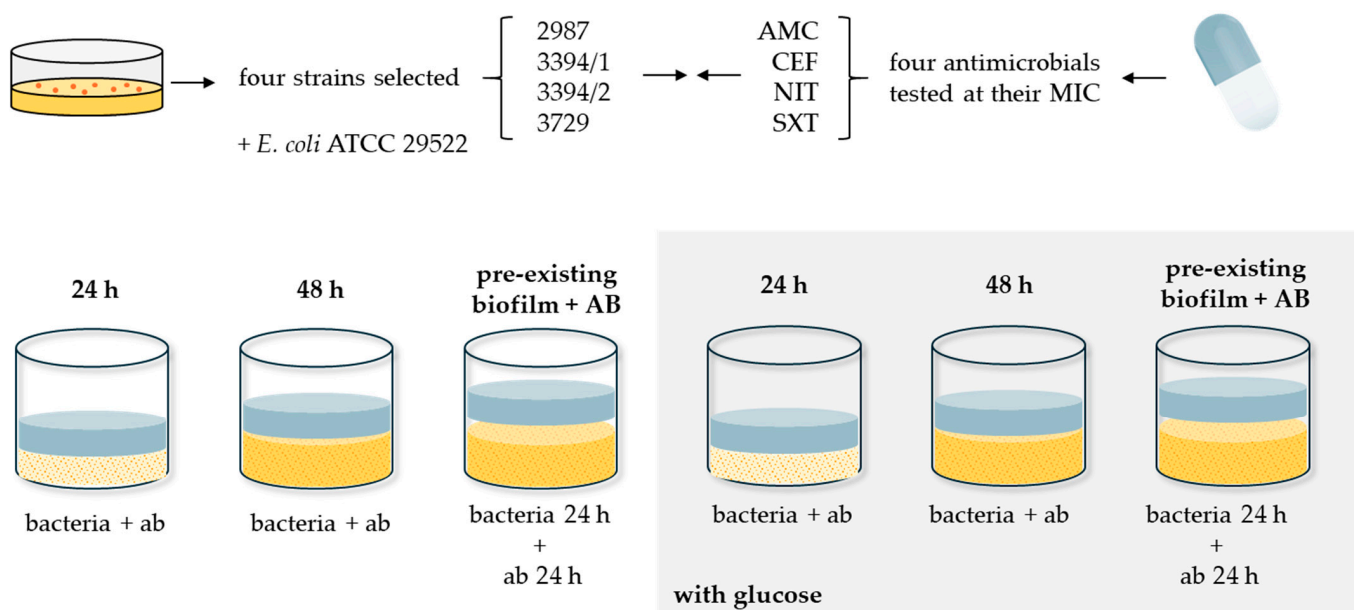 2987
3394/1
3394/2
3729
four strains selected
+ E. coli ATCC 29522
AMC
CEF
NIT
SXT
four antimicrobials
tested at their MIC
24 h
48 h
pre-existing
biofilm + AB
bacteria + ab
bacteria + ab
bacteria 24 h
+
ab 24 h
24 h
48 h
pre-existing
biofilm + AB
bacteria + ab
bacteria + ab
bacteria 24 h
+
ab 24 h
with glucose